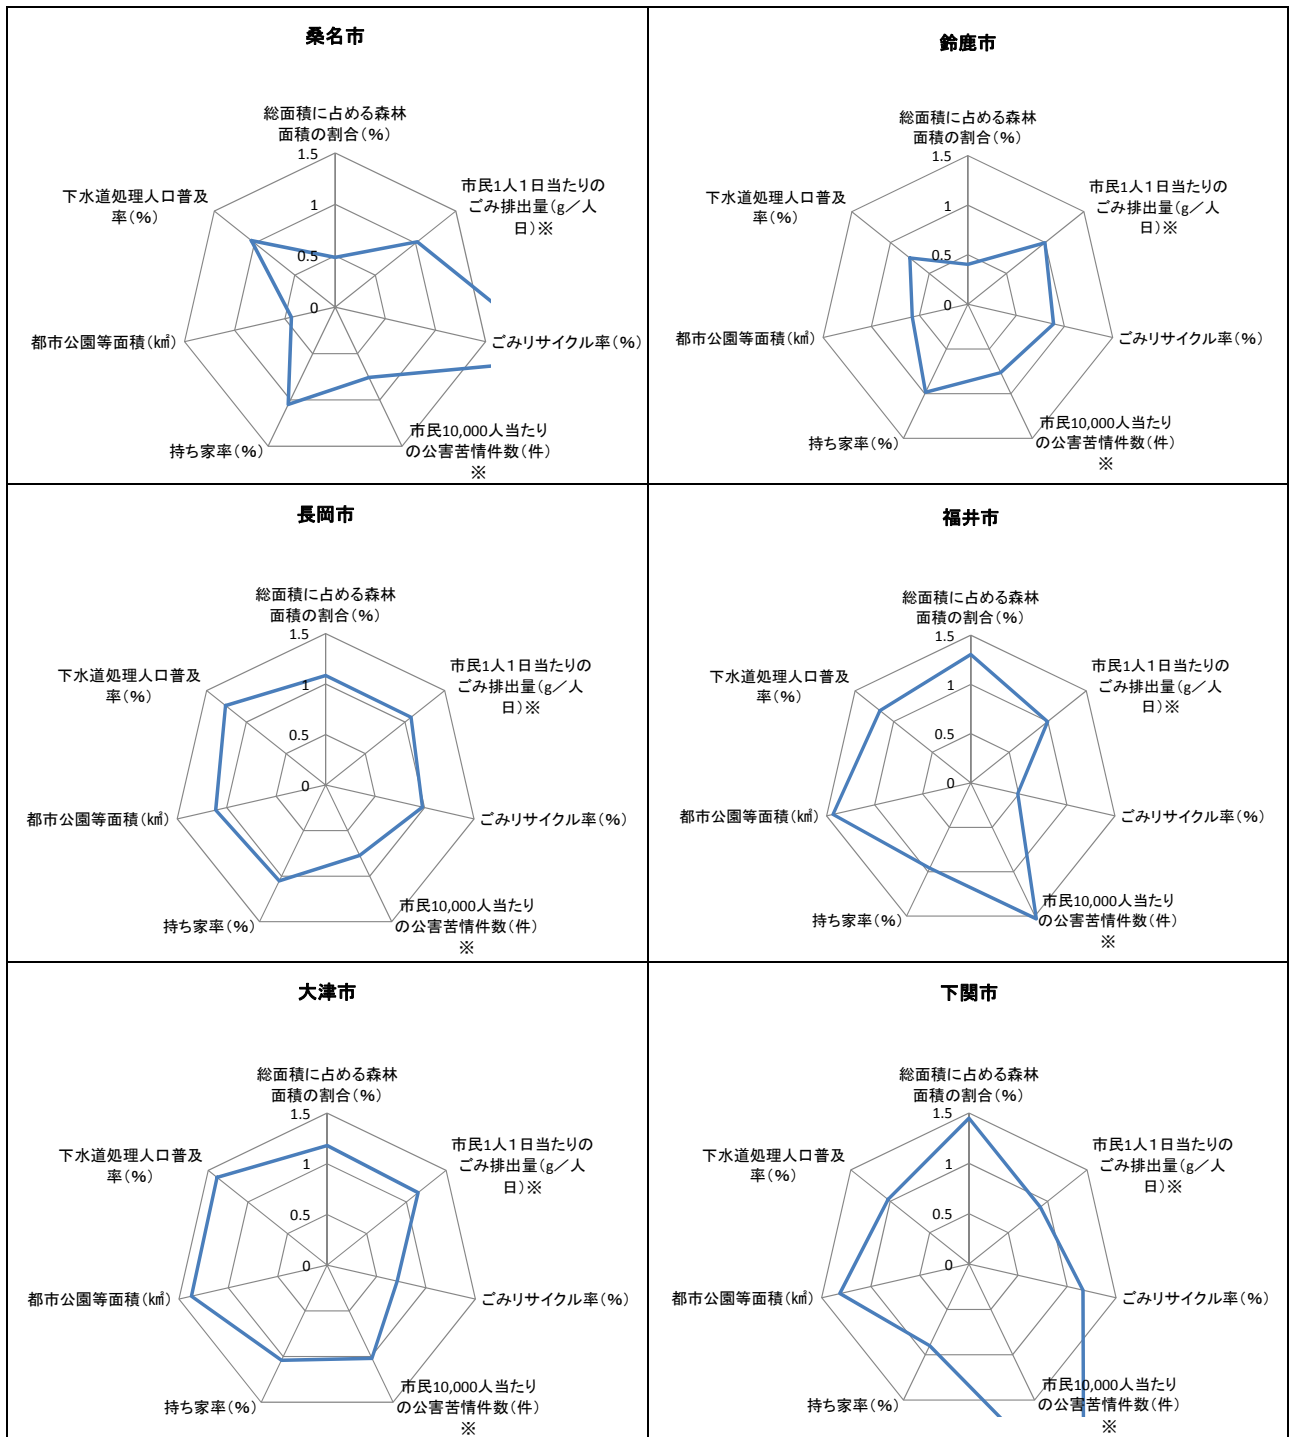 桑名市
総面積に占める森林
面積の割合(%)
1.5
市民1人1日当たりの
ごみ排出量(g/人
日)※
下水道処理人口普及
率(%)
1
0.5
0
都市公園等面積(㎢)
ごみリサイクル率(%)
市民10,000人当たり
の公害苦情件数(件)
※
持ち家率(%)
鈴鹿市
総面積に占める森林
面積の割合(%)
1.5
市民1人1日当たりの
ごみ排出量(g/人
日)※
下水道処理人口普及
率(%)
1
0.5
0
都市公園等面積(㎢)
ごみリサイクル率(%)
市民10,000人当たり
の公害苦情件数(件)
※
持ち家率(%)
長岡市
総面積に占める森林
面積の割合(%)
1.5
市民1人1日当たりの
ごみ排出量(g/人
日)※
下水道処理人口普及
率(%)
1
0.5
0
都市公園等面積(㎢)
ごみリサイクル率(%)
市民10,000人当たり
の公害苦情件数(件)
※
持ち家率(%)
福井市
総面積に占める森林
面積の割合(%)
1.5
市民1人1日当たりの
ごみ排出量(g/人
日)※
下水道処理人口普及
率(%)
1
0.5
0
都市公園等面積(㎢)
ごみリサイクル率(%)
市民10,000人当たり
の公害苦情件数(件)
※
持ち家率(%)
大津市
総面積に占める森林
面積の割合(%)
1.5
市民1人1日当たりの
ごみ排出量(g/人
日)※
下水道処理人口普及
率(%)
1
0.5
0
都市公園等面積(㎢)
ごみリサイクル率(%)
市民10,000人当たり
の公害苦情件数(件)
※
持ち家率(%)
下関市
総面積に占める森林
面積の割合(%)
1.5
市民1人1日当たりの
ごみ排出量(g/人
日)※
下水道処理人口普及
率(%)
1
0.5
0
都市公園等面積(㎢)
ごみリサイクル率(%)
市民10,000人当たり
の公害苦情件数(件)
※
持ち家率(%)